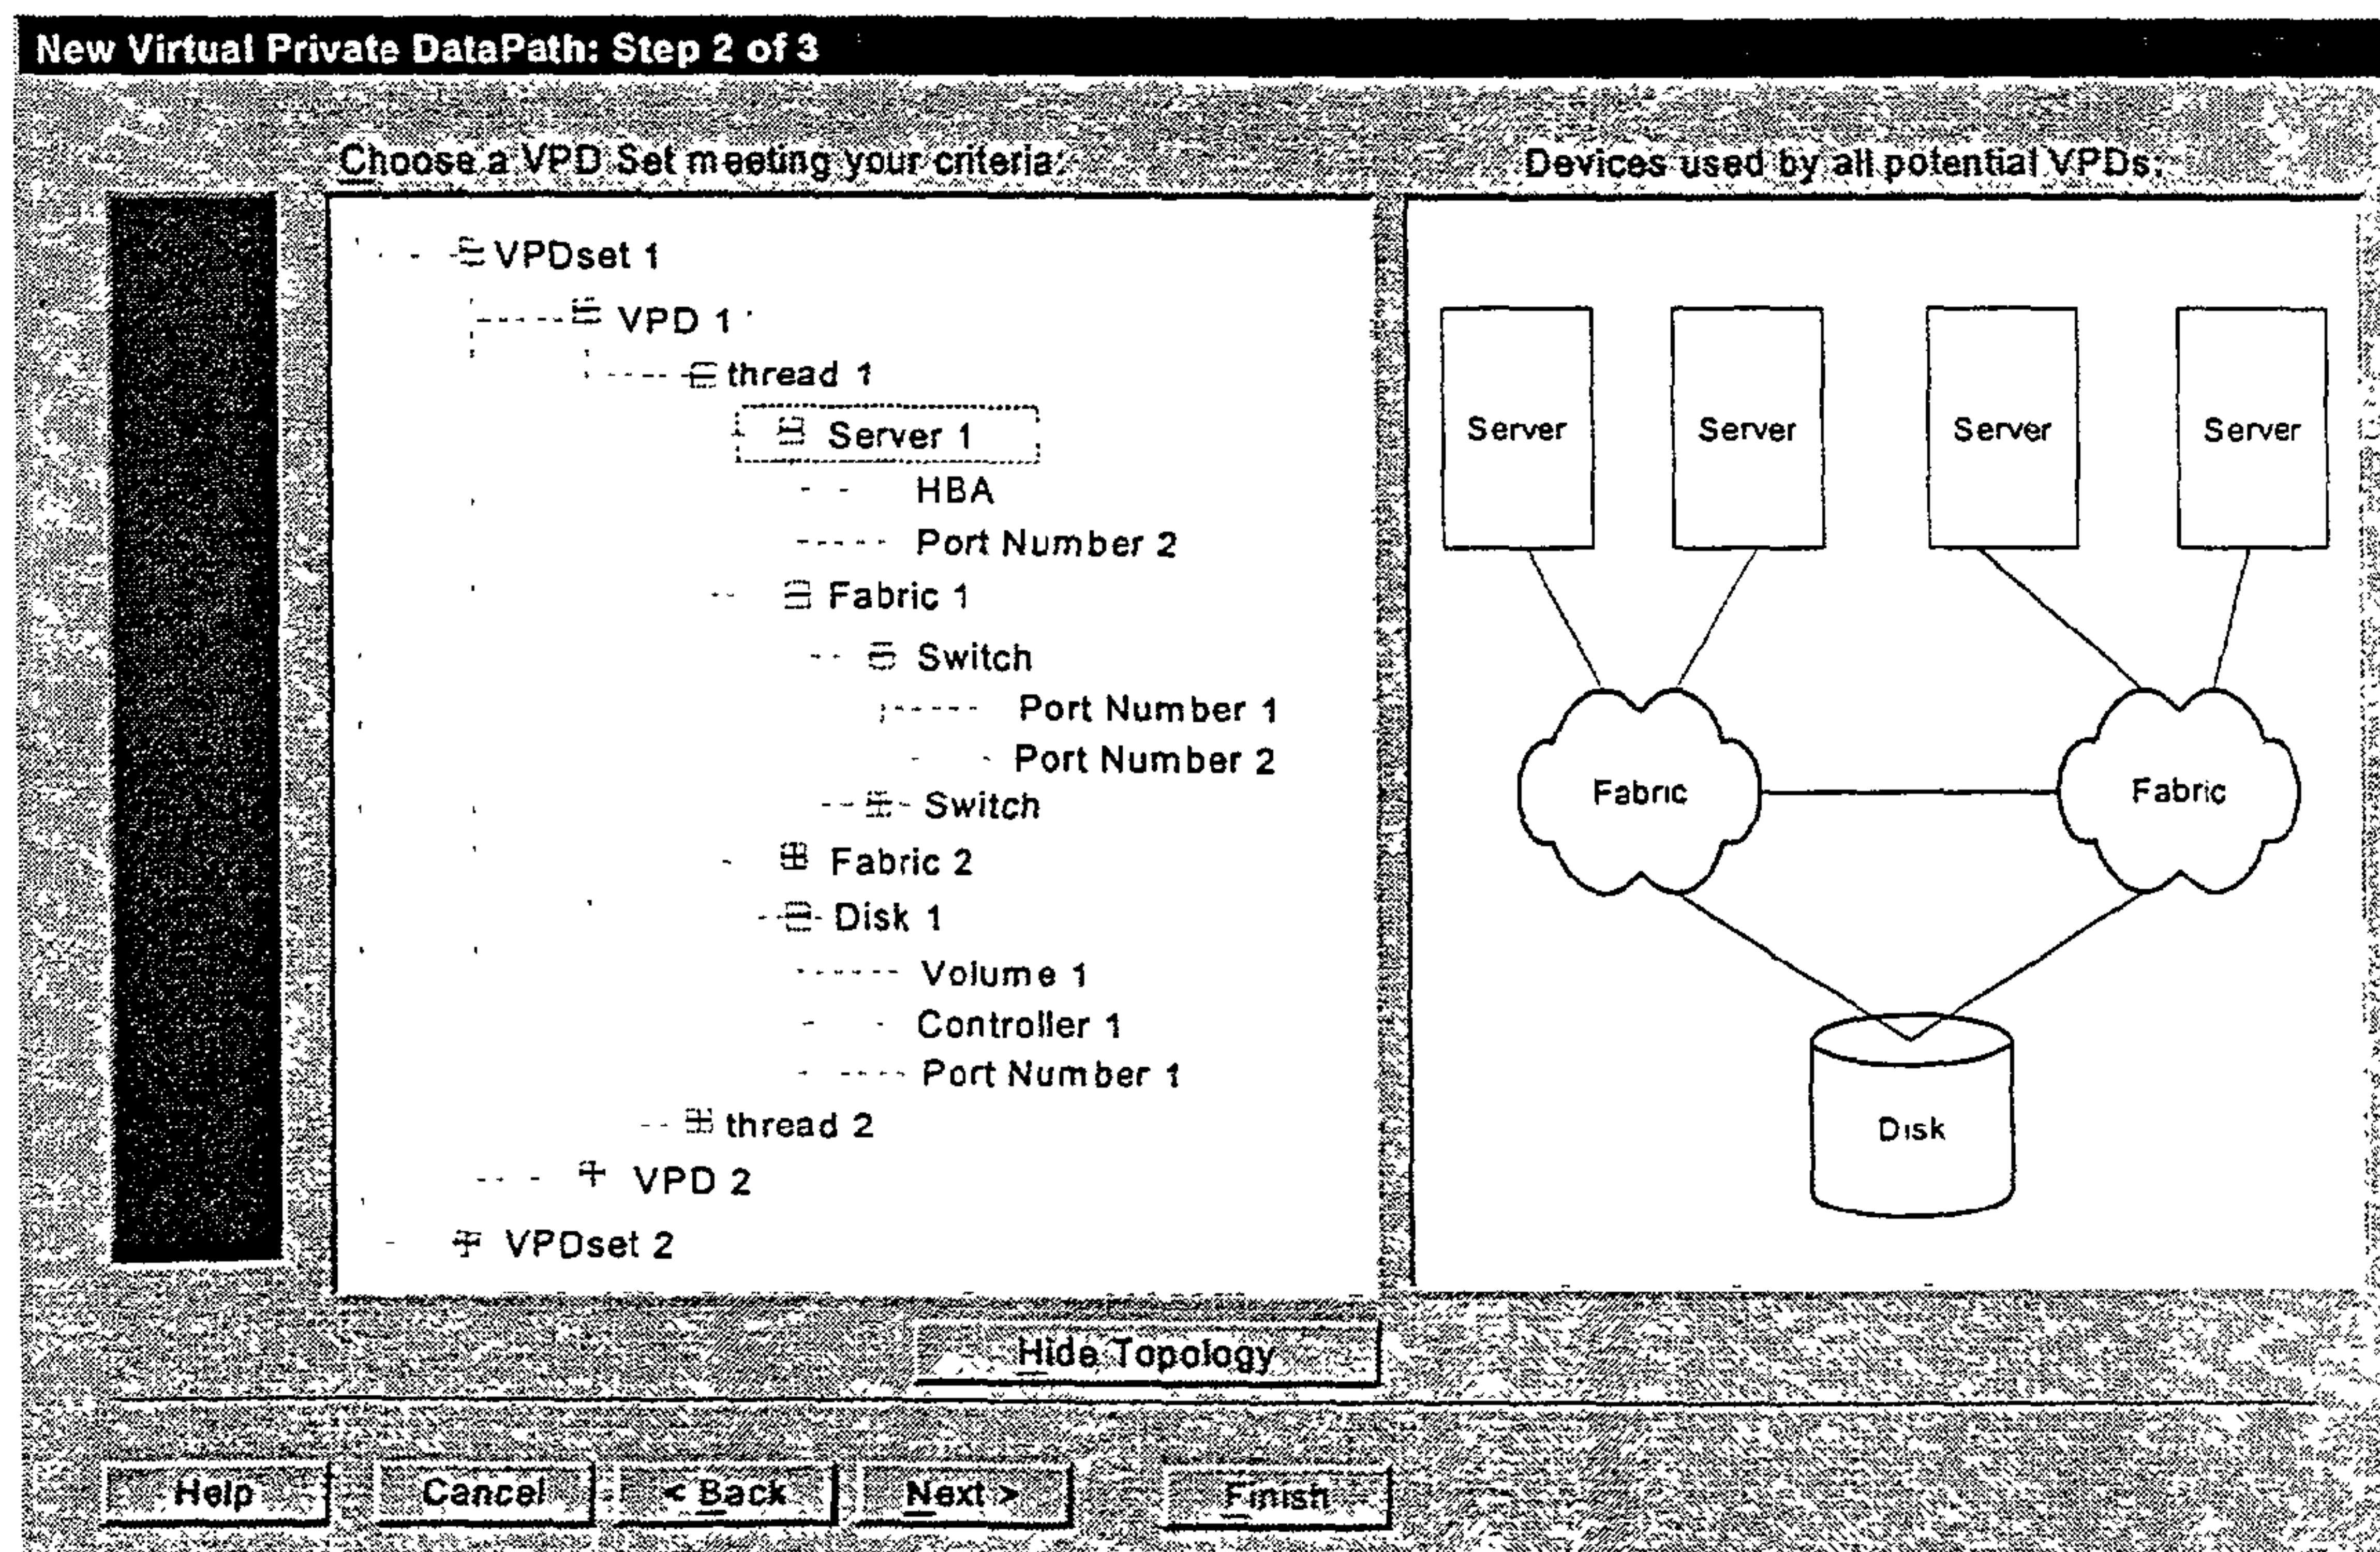 New Virtual Private DataPath: Step 2 of 3
Choose a VPD Set meeting your criteria:
Devices used by all potential VPDs:
VPDset 1
VPD 1
thread 1
Server 1
HBA
Port Number 2
Fabric 1
Switch
Port Number 1
Port Number 2
Switch
Fabric 2
Disk 1
Volume 1
Controller 1
Port Number 1
thread 2
VPD 2
VPDset 2
Server Server Server Server
Fabric Fabric
Disk
Hide Topology
Help Cancel < Back Next > Finish